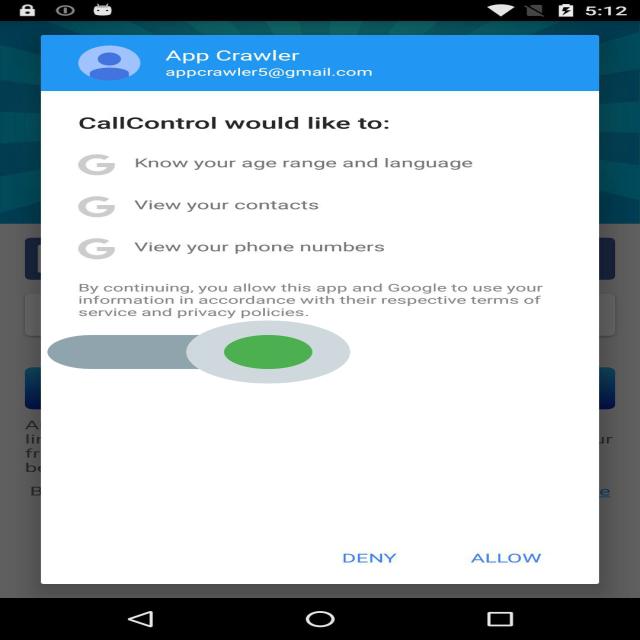 5:12
App Crawler
appcrawler5@gmail.com
CallControl would like to:
G Know your age range and language
G View your contacts
G View your phone numbers
By continuing, you allow this app and Google to use your
information in accordance with their respective terms of
service and privacy policies.
DENY ALLOW